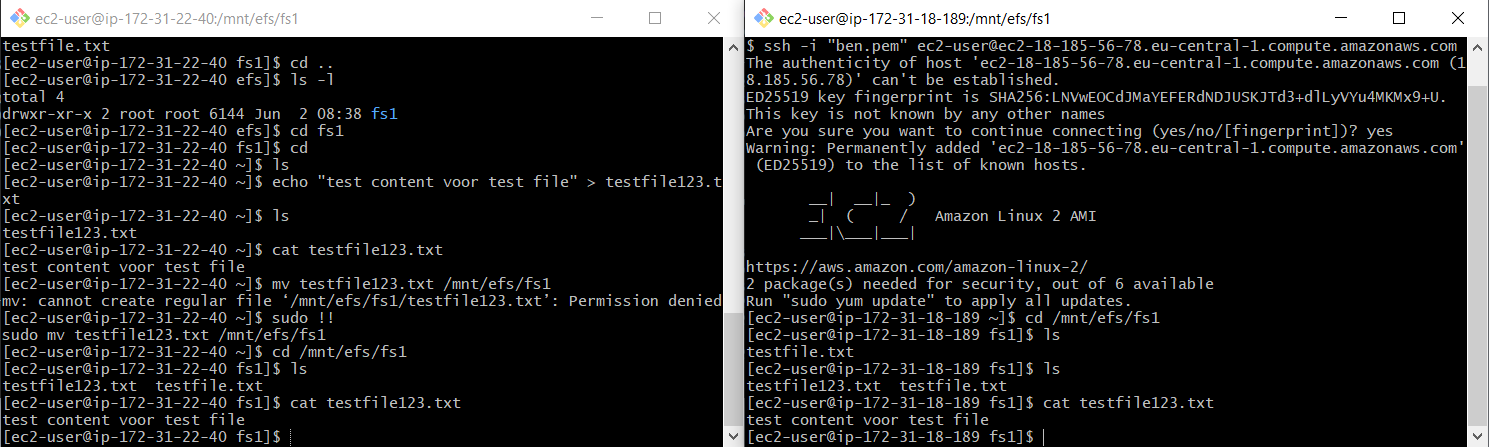 ec2-user@ip-172-31-22-40:/mnt/efs/fs1
testfile.txt
[ec2-user@ip-172-31-22-40 fs1]$ cd ..
[ec2-user@ip-172-31-22-40 efs]$ ls -l
total 4
drwxr-xr-x 2 root root 6144 Jun  2 08:38 fs1
[ec2-user@ip-172-31-22-40 efs]$ cd fs1
[ec2-user@ip-172-31-22-40 fs1]$ cd
[ec2-user@ip-172-31-22-40 ~]$ ls
[ec2-user@ip-172-31-22-40 ~]$ echo "test content voor test file" > testfile123.t
xt
[ec2-user@ip-172-31-22-40 ~]$ ls
testfile123.txt
[ec2-user@ip-172-31-22-40 ~]$ cat testfile123.txt
test content voor test file
[ec2-user@ip-172-31-22-40 ~]$ mv testfile123.txt /mnt/efs/fs1
mv: cannot create regular file ‘/mnt/efs/fs1/testfile123.txt’: Permission denied
[ec2-user@ip-172-31-22-40 ~]$ sudo !!
sudo mv testfile123.txt /mnt/efs/fs1
[ec2-user@ip-172-31-22-40 ~]$ cd /mnt/efs/fs1
[ec2-user@ip-172-31-22-40 fs1]$ ls
testfile123.txt  testfile.txt
[ec2-user@ip-172-31-22-40 fs1]$ cat testfile123.txt
test content voor test file
[ec2-user@ip-172-31-22-40 fs1]$
ec2-user@ip-172-31-18-189:/mnt/efs/fs1
$ ssh -i "ben.pem" ec2-user@ec2-18-185-56-78.eu-central-1.compute.amazonaws.com
The authenticity of host 'ec2-18-185-56-78.eu-central-1.compute.amazonaws.com (1
8.185.56.78)' can't be established.
ED25519 key fingerprint is SHA256:LNVwEOCdJMaYEFERdNDJUSKJTd3+dlLyVYu4MKMx9+U.
This key is not known by any other names
Are you sure you want to continue connecting (yes/no/[fingerprint])? yes
Warning: Permanently added 'ec2-18-185-56-78.eu-central-1.compute.amazonaws.com'
 (ED25519) to the list of known hosts.

       __|  __|_  )
       _|  (     /   Amazon Linux 2 AMI
      ___|\___|___|

https://aws.amazon.com/amazon-linux-2/
2 package(s) needed for security, out of 6 available
Run "sudo yum update" to apply all updates.
[ec2-user@ip-172-31-18-189 ~]$ cd /mnt/efs/fs1
[ec2-user@ip-172-31-18-189 fs1]$ ls
testfile.txt
[ec2-user@ip-172-31-18-189 fs1]$ ls
testfile123.txt  testfile.txt
[ec2-user@ip-172-31-18-189 fs1]$ cat testfile123.txt
test content voor test file
[ec2-user@ip-172-31-18-189 fs1]$